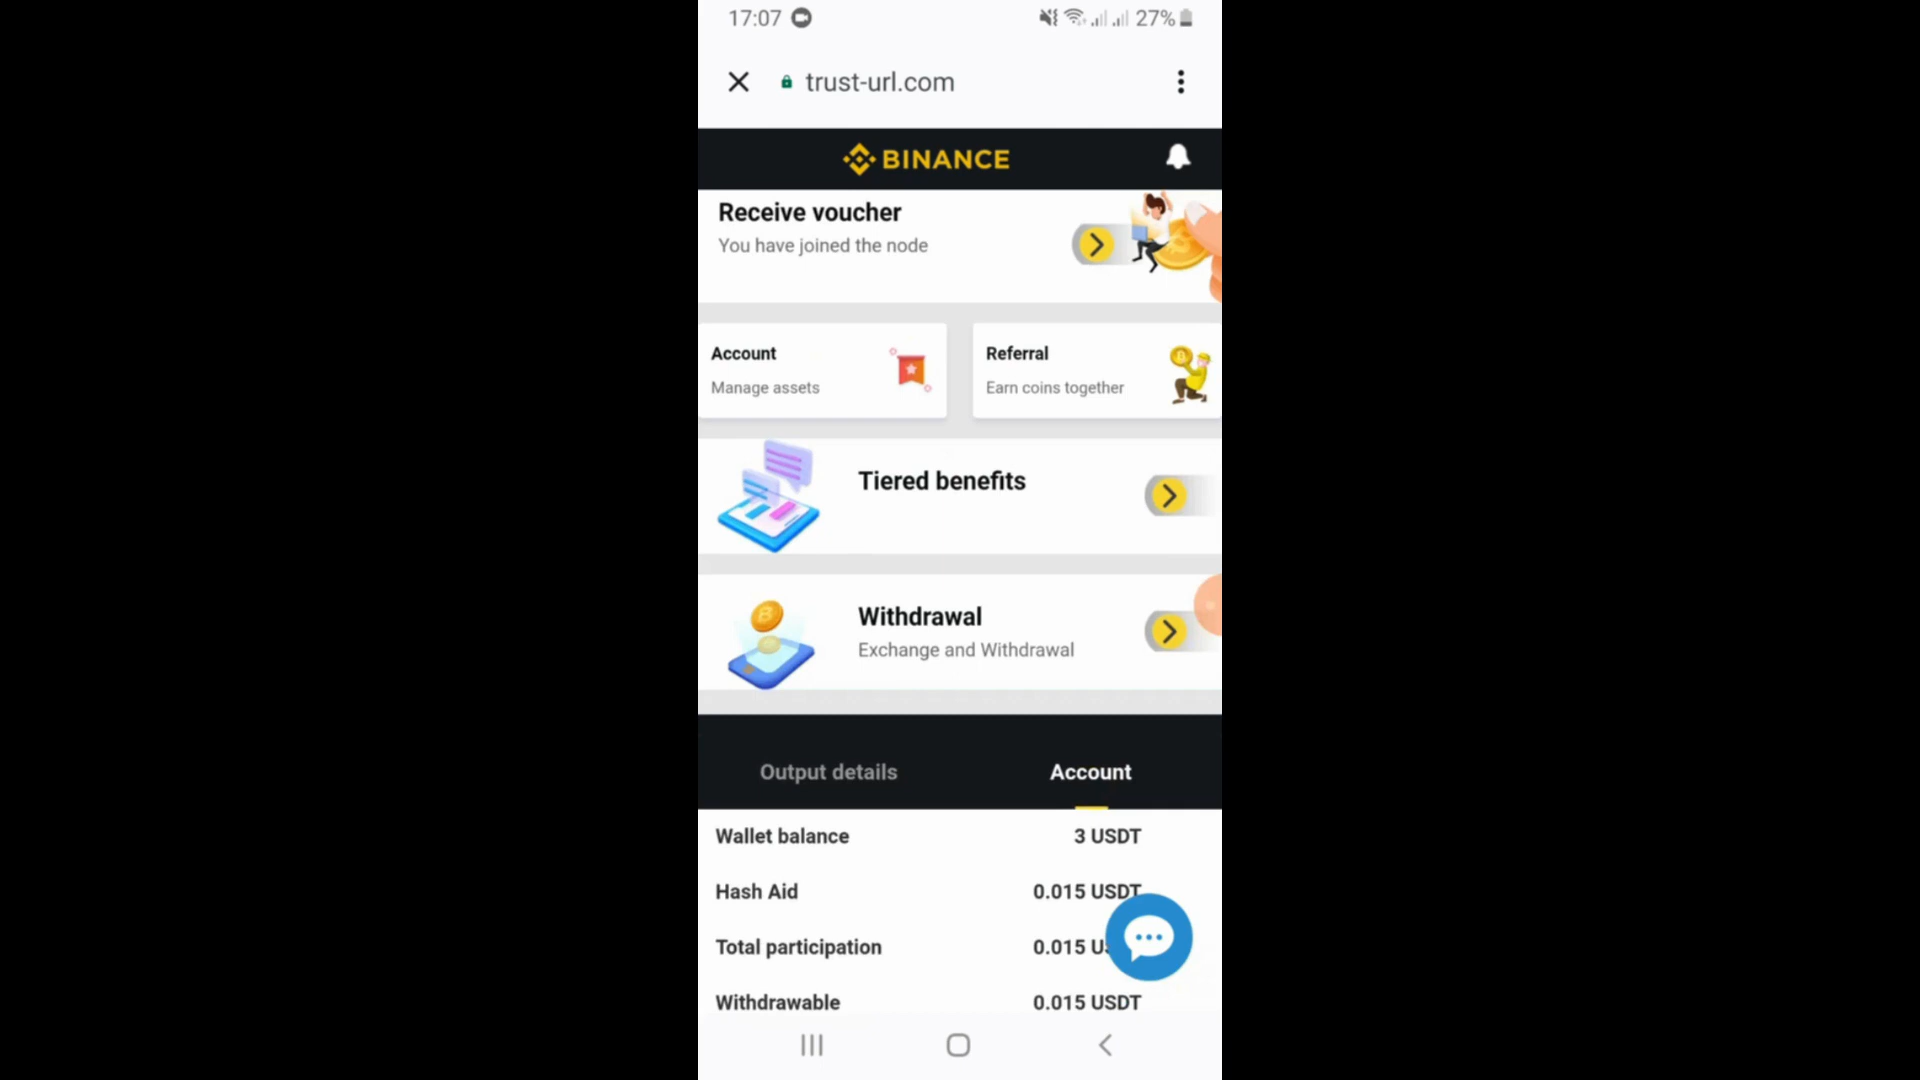 17:07
27%
trust-url.com
BINANCE
Receive voucher
You have joined the node
Account
Manage assets
Referral
Earn coins together
Tiered benefits
Withdrawal
Exchange and Withdrawal
Output details
Account
Wallet balance
3 USDT
Hash Aid
0.015 USDT
Total participation
0.015 U
Withdrawable
0.015 USDT